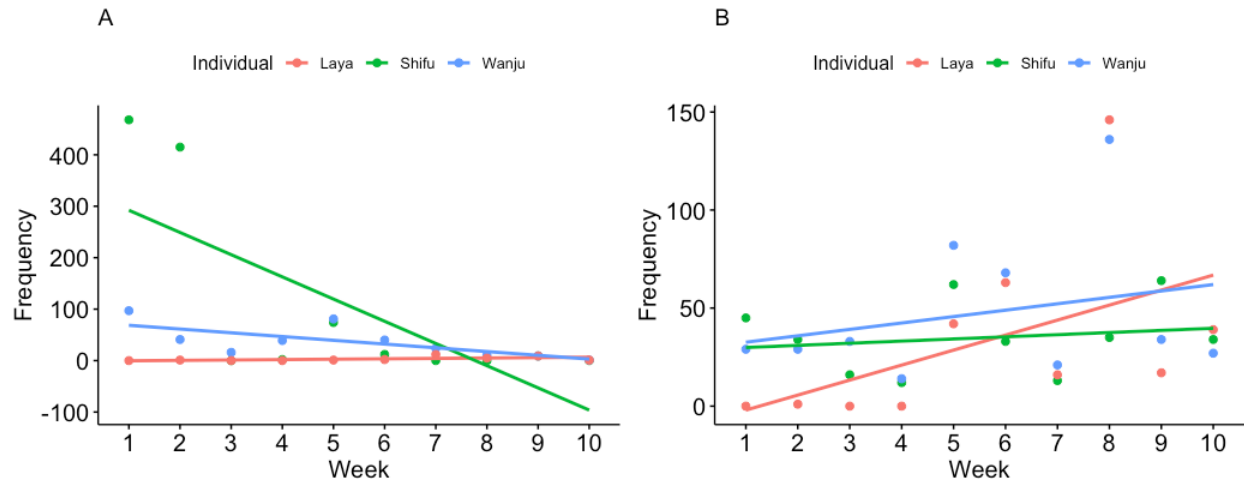 A
Individual Laya Shifu Wanju
Frequency
400
300
200
100
0
-100
1 2 3 4 5 6 7 8 9 10
Week
B
Individual Laya Shifu Wanju
Frequency
150
100
50
0
1 2 3 4 5 6 7 8 9 10
Week